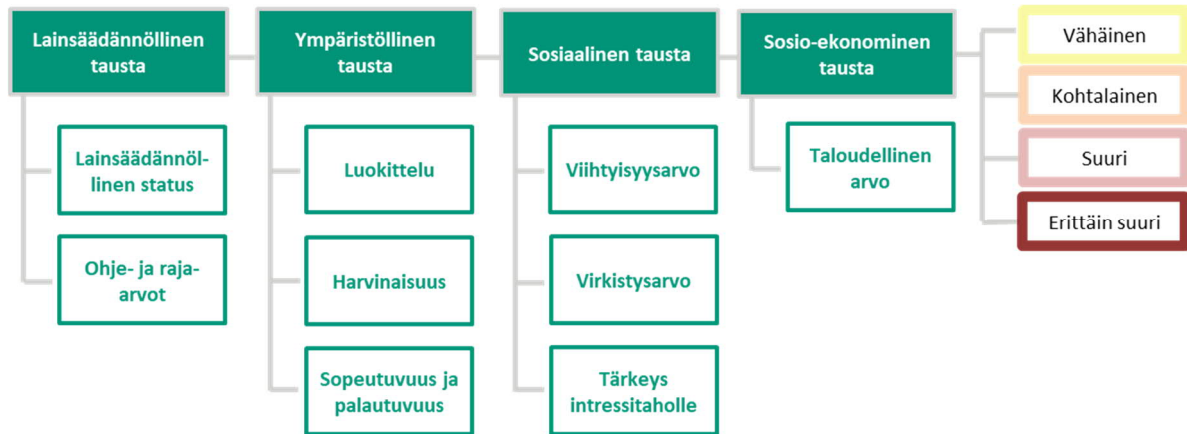 Lainsäädännöllinen
tausta
Lainsäädännöl-
linen status
Ohje- ja raja-
arvot
Ympäristöllinen
tausta
Luokittelu
Harvinaisuus
Sopeutuvuus ja
palautuvuus
Sosiaalinen tausta
Viihtyisyysarvo
Virkistysarvo
Tärkeys
intressitaholle
Sosio-ekonominen
tausta
Taloudellinen
arvo
Vähäinen
Kohtalainen
Suuri
Erittäin suuri